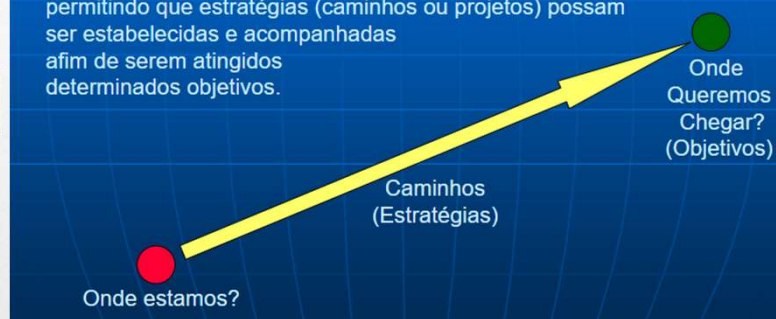 permitindo que estratégias (caminhos ou projetos) possam
ser estabelecidas e acompanhadas
afim de serem atingidos
determinados objetivos.
Onde
Queremos
Chegar?
(Objetivos)
Caminhos
(Estratégias)
Onde estamos?